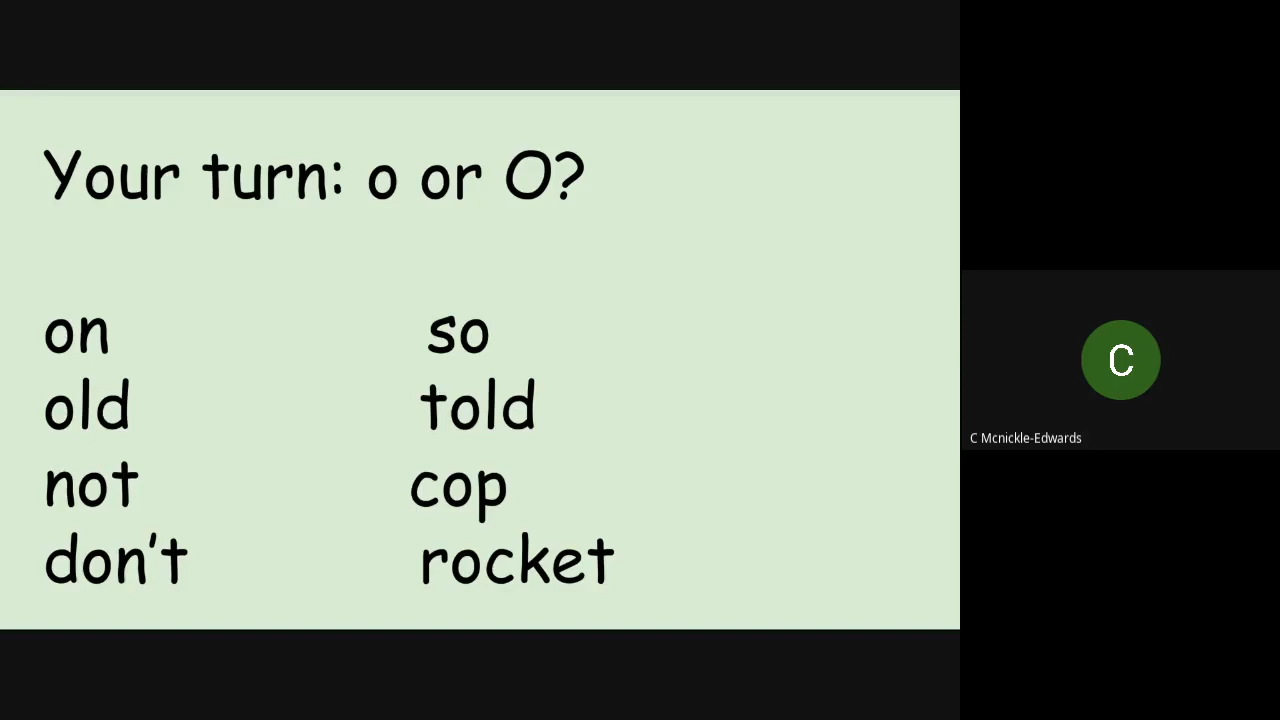 Your turn: o or O?
on so
old told
not cop
don't rocket
C
C Mcnickle-Edwards